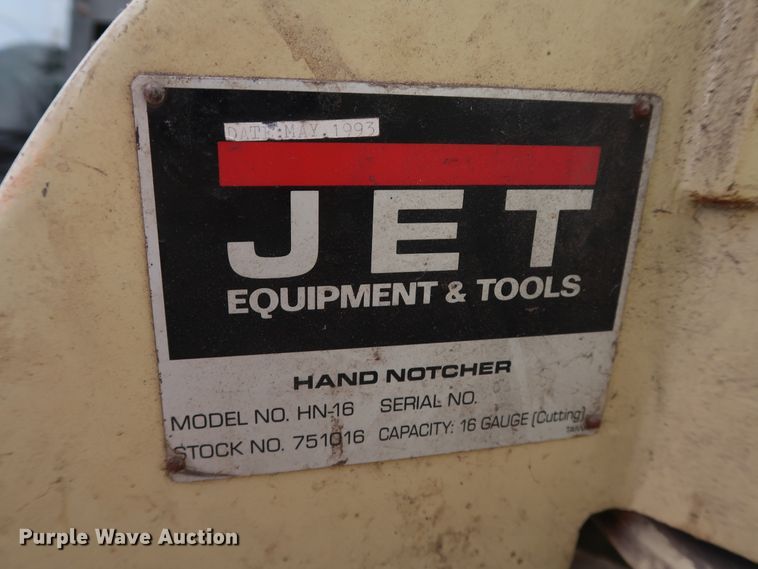 DATE: MAY. 1993
JET
EQUIPMENT & TOOLS
HAND NOTCHER
MODEL NO. HN-16 SERIAL NO.
STOCK NO. 751016 CAPACITY: 16 GAUGE (Cutting)
Purple Wave Auction